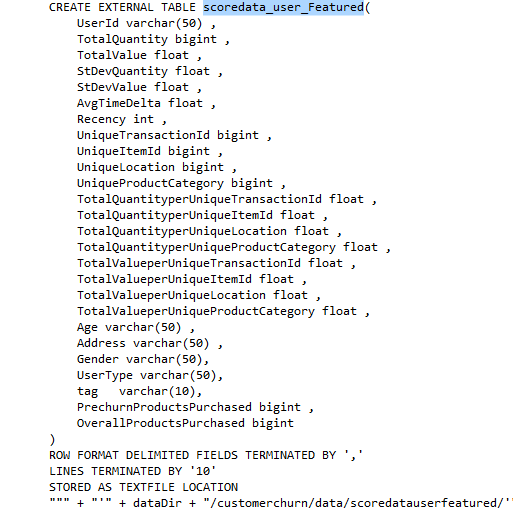 CREATE EXTERNAL TABLE scoredata_user_Featured(
UserId varchar(50) ,
TotalQuantity bigint ,
TotalValue float ,
StDevQuantity float ,
StDevValue float ,
AvgTimeDelta float ,
Recency int ,
UniqueTransactionId bigint ,
UniqueItemId bigint ,
UniqueLocation bigint ,
UniqueProductCategory bigint ,
TotalQuantityperUniqueTransactionId float ,
TotalQuantityperUniqueItemId float ,
TotalQuantityperUniqueLocation float ,
TotalQuantityperUniqueProductCategory float ,
TotalValueperUniqueTransactionId float ,
TotalValueperUniqueItemId float ,
TotalValueperUniqueLocation float ,
TotalValueperUniqueProductCategory float ,
Age varchar(50) ,
Address varchar(50) ,
Gender varchar(50),
UserType varchar(50),
tag   varchar(10),
PrechurnProductsPurchased bigint ,
OverallProductsPurchased bigint
)
ROW FORMAT DELIMITED FIELDS TERMINATED BY ','
LINES TERMINATED BY '10'
STORED AS TEXTFILE LOCATION
""" + "'" + dataDir + "/customerchurn/data/scoredatauserfeatured/'"